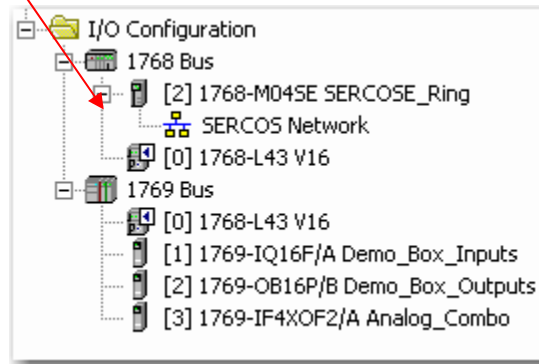 I/O Configuration
1768 Bus
[2] 1768-M04SE SERCOSE_Ring
SERCOS Network
[0] 1768-L43 V16
1769 Bus
[0] 1768-L43 V16
[1] 1769-IQ16F/A Demo_Box_Inputs
[2] 1769-OB16P/B Demo_Box_Outputs
[3] 1769-IF4XOF2/A Analog_Combo